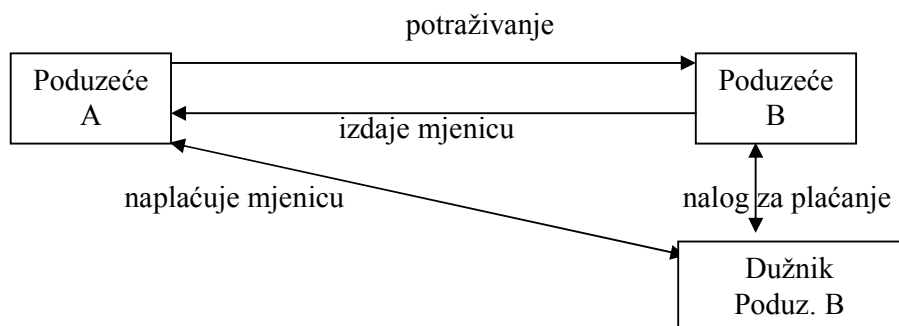 potraživanje
Poduzeće
A
Poduzeće
B
izdaje mjenicu
naplaćuje mjenicu
nalog za plaćanje
Dužnik
Poduz. B